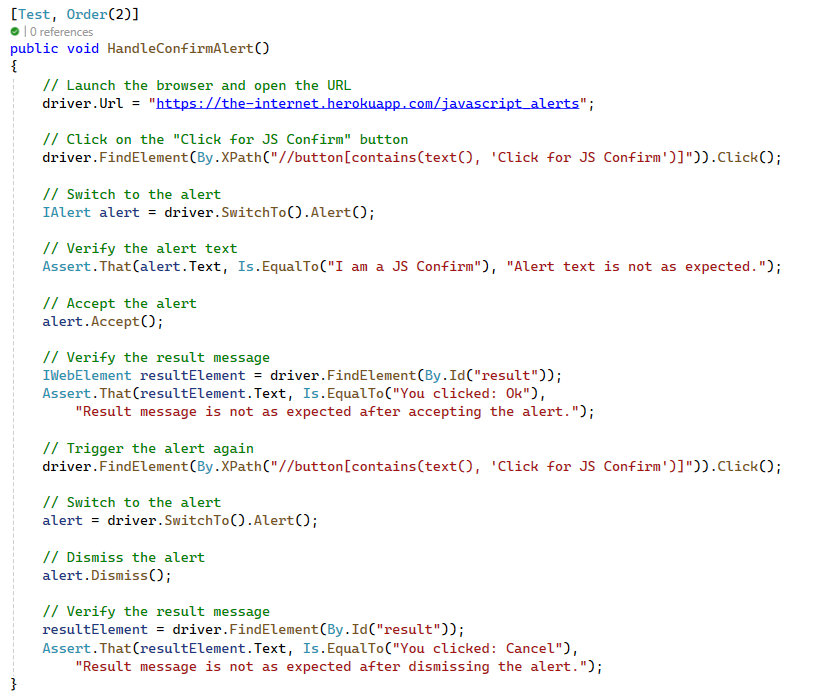 [Test, Order(2)]
| 0 references
public void HandleConfirmAlert()
{
// Launch the browser and open the URL
driver.Url = "https://the-internet.herokuapp.com/javascript_alerts";
// Click on the "Click for JS Confirm" button
driver.FindElement(By.XPath("//button[contains(text(), 'Click for JS Confirm')]")).Click();
// Switch to the alert
IAlert alert = driver.SwitchTo().Alert();
// Verify the alert text
Assert.That(alert.Text, Is.EqualTo("I am a JS Confirm"), "Alert text is not as expected.");
// Accept the alert
alert.Accept();
// Verify the result message
IWebElement resultElement = driver.FindElement(By.Id("result"));
Assert.That(resultElement.Text, Is.EqualTo("You clicked: Ok"),
"Result message is not as expected after accepting the alert.");
// Trigger the alert again
driver.FindElement(By.XPath("//button[contains(text(), 'Click for JS Confirm')]")).Click();
// Switch to the alert
alert = driver.SwitchTo().Alert();
// Dismiss the alert
alert.Dismiss();
// Verify the result message
resultElement = driver.FindElement(By.Id("result"));
Assert.That(resultElement.Text, Is.EqualTo("You clicked: Cancel"),
"Result message is not as expected after dismissing the alert.");
}